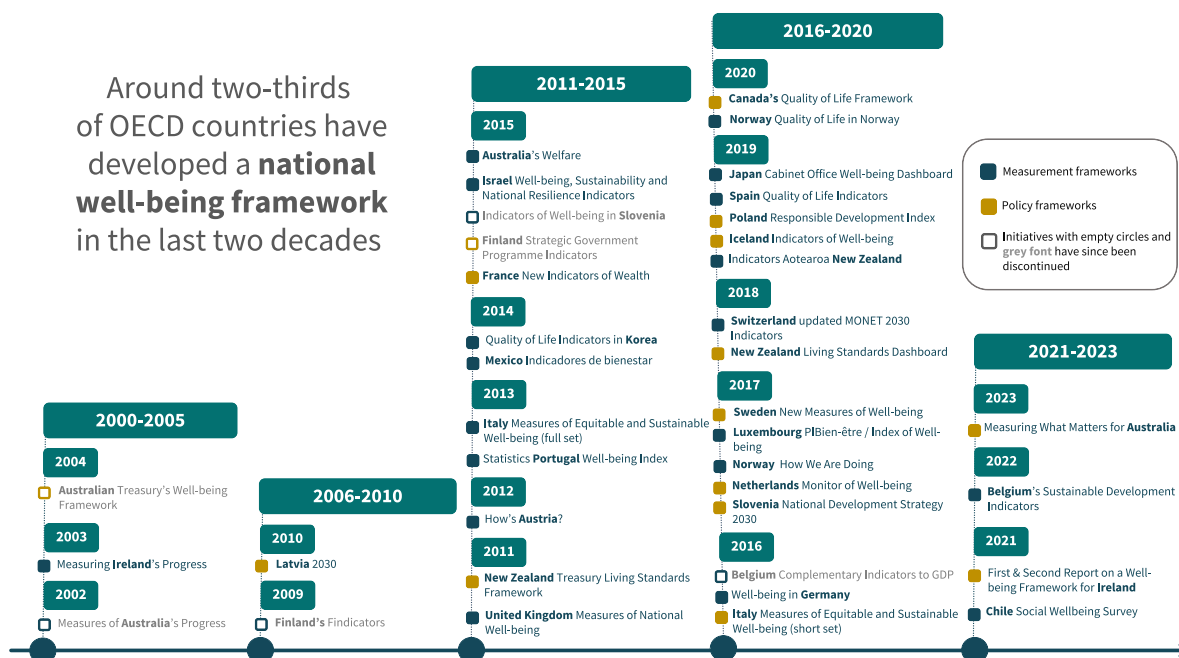 Around two-thirds
of OECD countries have
developed a national
well-being framework
in the last two decades
2000-2005
2004
Australian Treasury's Well-being
Framework
2003
Measuring Ireland's Progress
2002
Measures of Australia's Progress
2006-2010
2010
Latvia 2030
2009
Finland's Findicators
2011-2015
2015
Australia's Welfare
Israel Well-being, Sustainability and
National Resilience Indicators
Indicators of Well-being in Slovenia
Finland Strategic Government
Programme Indicators
France New Indicators of Wealth
2014
Quality of Life Indicators in Korea
Mexico Indicadores de bienestar
2013
Italy Measures of Equitable and Sustainable
Well-being (full set)
Statistics Portugal Well-being Index
2012
How's Austria?
2011
New Zealand Treasury Living Standards
Framework
United Kingdom Measures of National
Well-being
2016-2020
2020
Canada's Quality of Life Framework
Norway Quality of Life in Norway
2019
Japan Cabinet Office Well-being Dashboard
Spain Quality of Life Indicators
Poland Responsible Development Index
Iceland Indicators of Well-being
Indicators Aotearoa New Zealand
2018
Switzerland updated MONET 2030
Indicators
New Zealand Living Standards Dashboard
2017
Sweden New Measures of Well-being
Luxembourg PIBien-être / Index of Well-
being
Norway How We Are Doing
Netherlands Monitor of Well-being
Slovenia National Development Strategy
2030
2016
Belgium Complementary Indicators to GDP
Well-being in Germany
Italy Measures of Equitable and Sustainable
Well-being (short set)
Measurement frameworks
Policy frameworks
Initiatives with empty circles and
grey font have since been
discontinued
2021-2023
2023
Measuring What Matters for Australia
2022
Belgium's Sustainable Development
Indicators
2021
First & Second Report on a Well-
being Framework for Ireland
Chile Social Wellbeing Survey